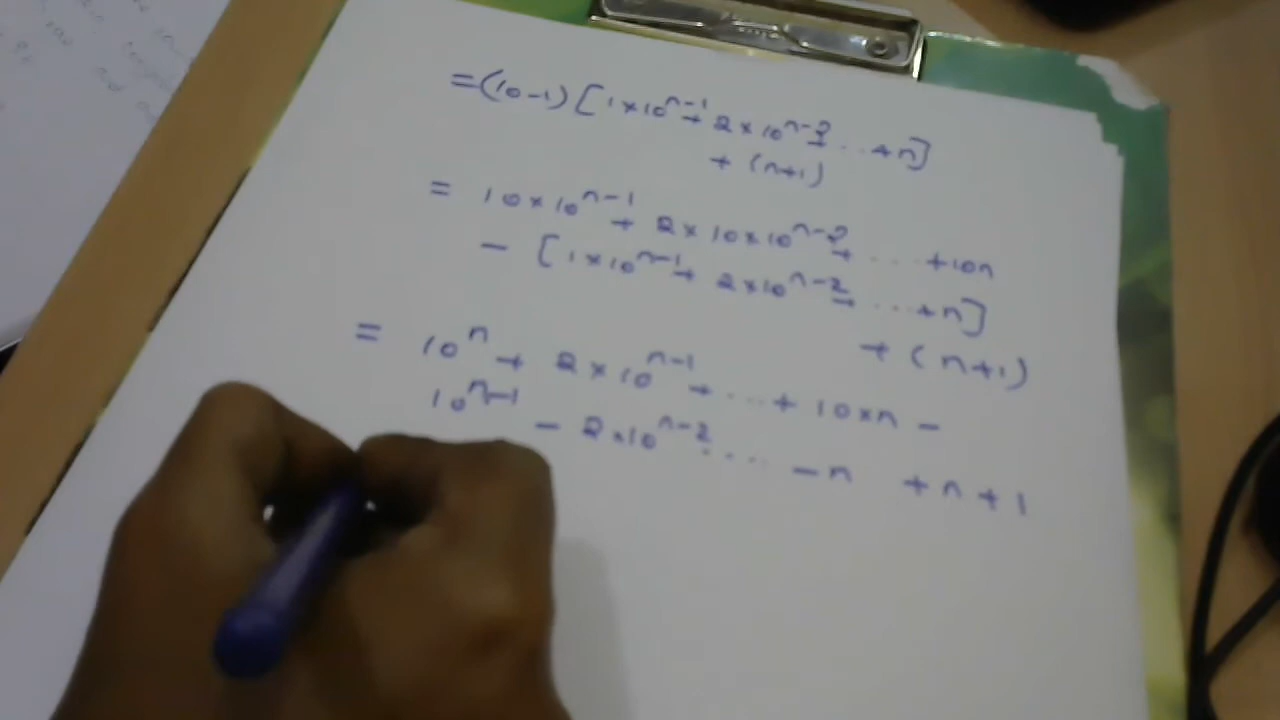 =(10-1)[1×10^{n-1}+2×10^{n-2}+...+n]
+(n+1)
= 10×10^{n-1}+2×10×10^{n-2}+...+10n
-[1×10^{n-1}+2×10^{n-2}+...+n]
+(n+1)
= 10^n+2×10^{n-1}+...+10×n-
10^{n-1}-2×10^{n-2}....-n +n+1